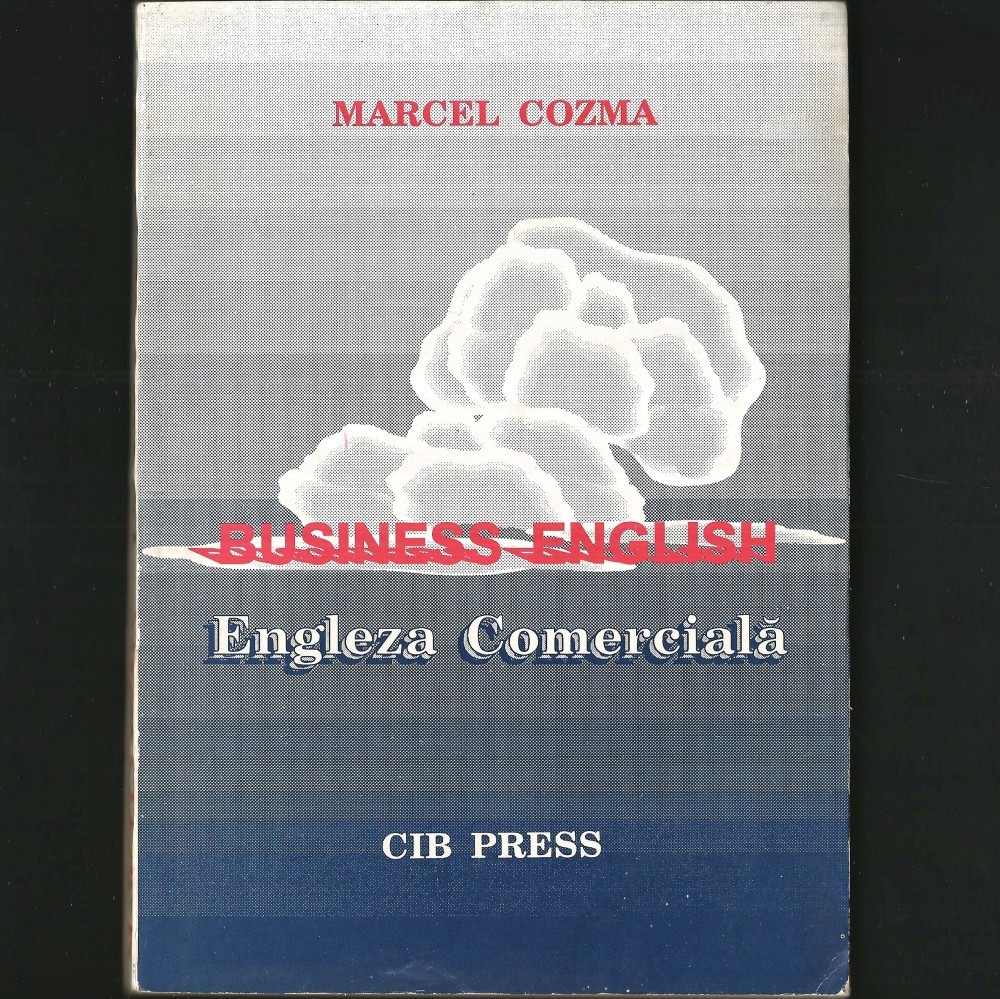 MARCEL COZMA
BUSINESS ENGLISH
Engleza Comercială
CIB PRESS